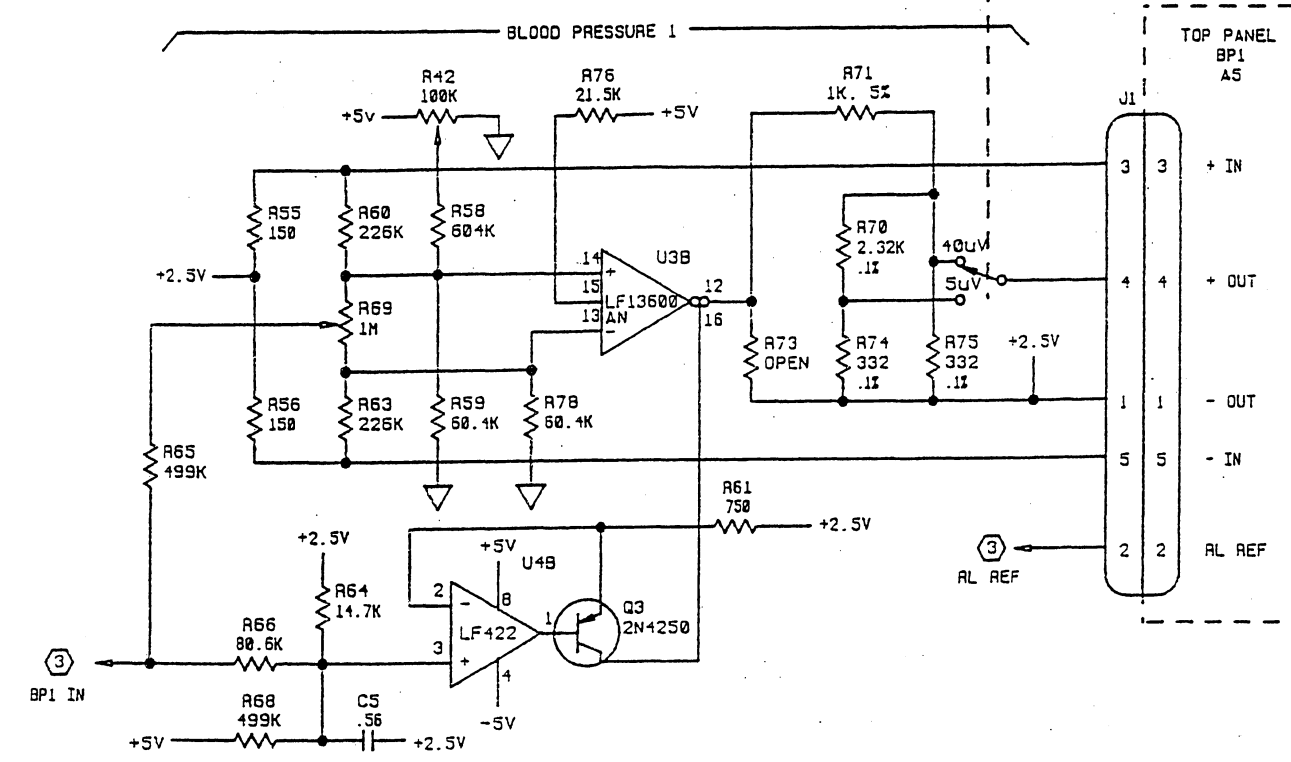 BLOOD PRESSURE 1
TOP PANEL
BP1
A5
J1
R42
100K
+5v
R76
21.5K
+5V
R71
1K. 5%
3 3 + IN
R55
150
R60
226K
R58
604K
U3B
R70
2.32K
.1%
40uV
5uV
+2.5V
14
+
15
LF13600
13
AN
-
12
16
4 4 + OUT
R69
1M
R73
OPEN
R74
332
.1%
R75
332
.1%
+2.5V
1 1 - OUT
R56
150
R63
226K
R59
60.4K
R78
60.4K
R65
499K
5 5 - IN
R61
750
+2.5V
+2.5V
+5V
U4B
3
RL REF
2 2 RL REF
R64
14.7K
2
-
8
LF422
1
Q3
2N4250
3
+
4
-5V
R66
80.6K
3
BP1 IN
R68
499K
C5
.56
+5V
+2.5V